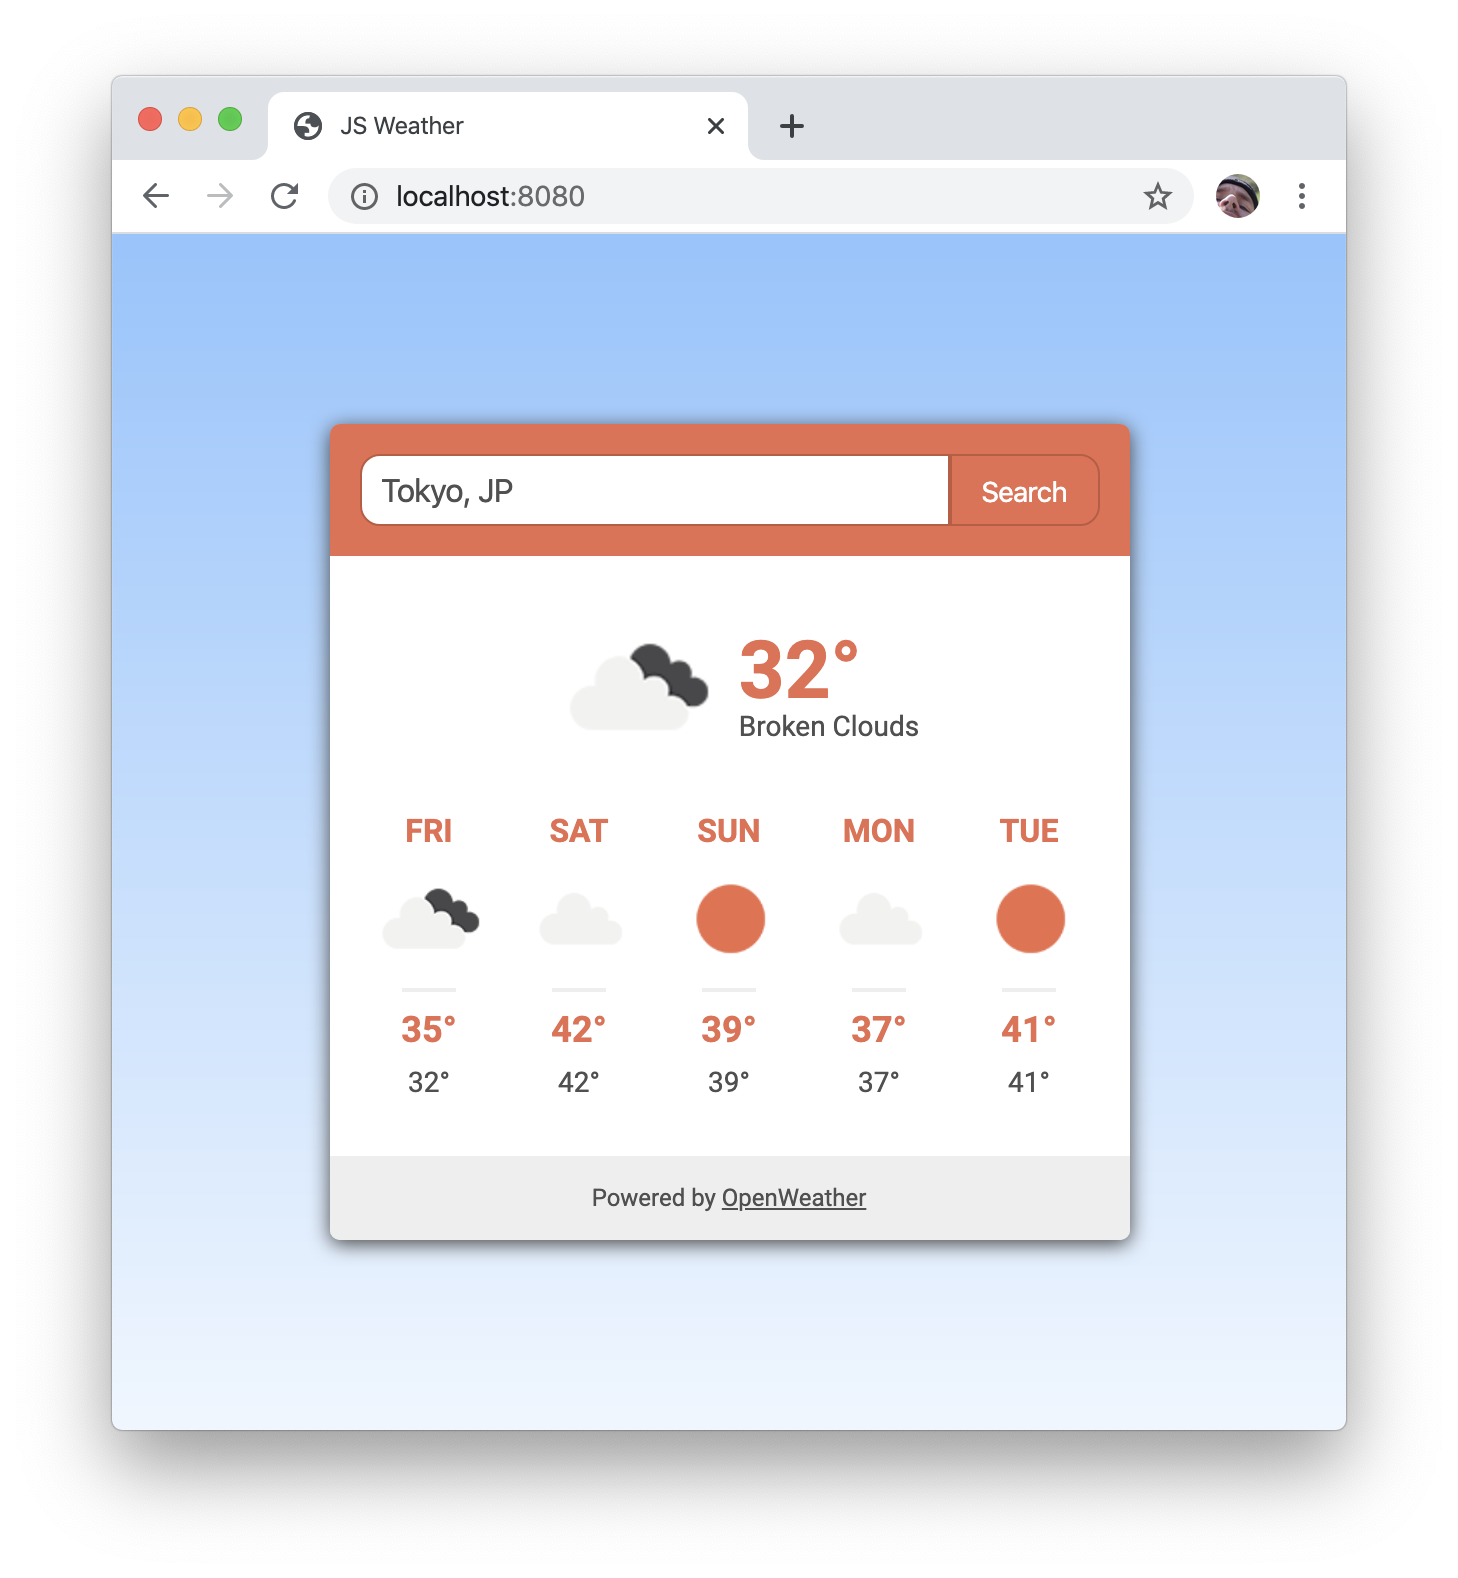 JS Weather
localhost:8080
Tokyo, JP Search
32°
Broken Clouds
FRI SAT SUN MON TUE
35° 42° 39° 37° 41°
32° 42° 39° 37° 41°
Powered by OpenWeather